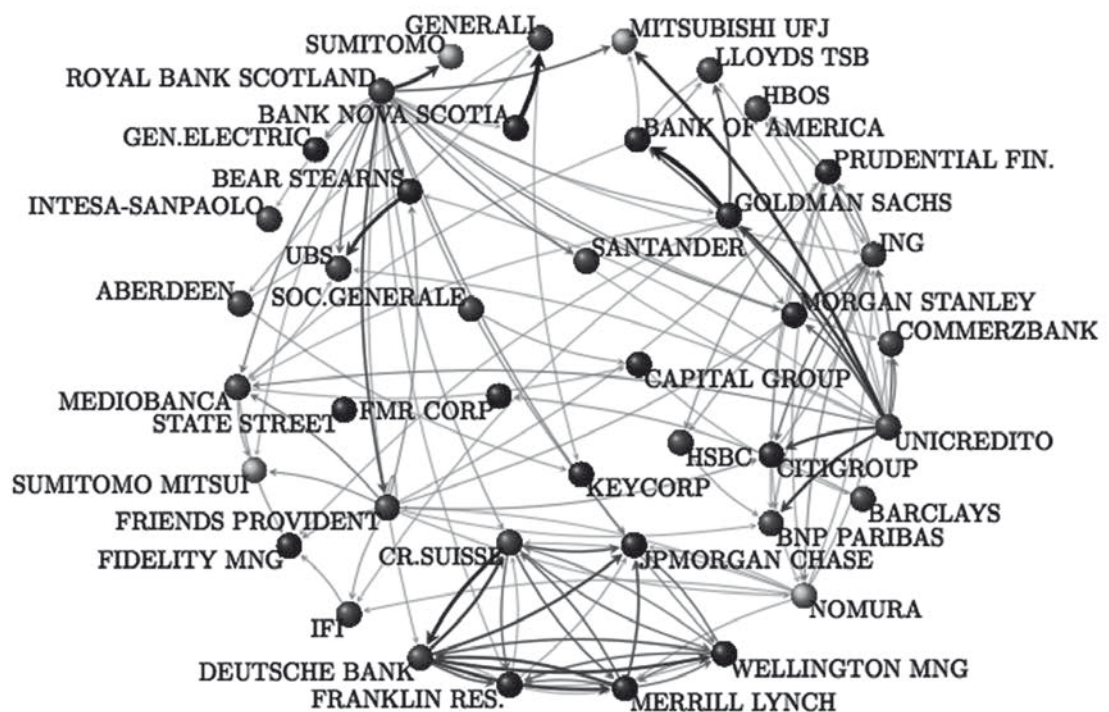 GENERALI
MITSUBISHI UFJ
SUMITOMO
LLOYDS TSB
ROYAL BANK SCOTLAND
HBOS
BANK NOVA SCOTIA
BANK OF AMERICA
GEN.ELECTRIC
PRUDENTIAL FIN.
BEAR STEARNS
GOLDMAN SACHS
INTESA-SANPAOLO
ING
SANTANDER
UBS
ABERDEEN
SOC.GENERALE
MORGAN STANLEY
COMMERZBANK
CAPITAL GROUP
MEDIOBANCA
FMR CORP
STATE STREET
UNICREDITO
HSBC
CITIGROUP
SUMITOMO MITSUI
KEYCORP
BARCLAYS
FRIENDS PROVIDENT
BNP PARIBAS
FIDELITY MNG
CR.SUISSE
JPMORGAN CHASE
NOMURA
IFI
DEUTSCHE BANK
WELLINGTON MNG
FRANKLIN RES.
MERRILL LYNCH